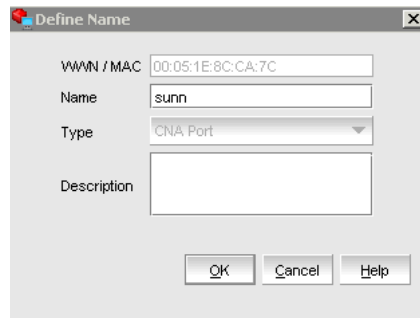 Define Name
WWN / MAC 00:05:1E:8C:CA:7C
Name sunn
Type CNA Port
Description
OK Cancel Help